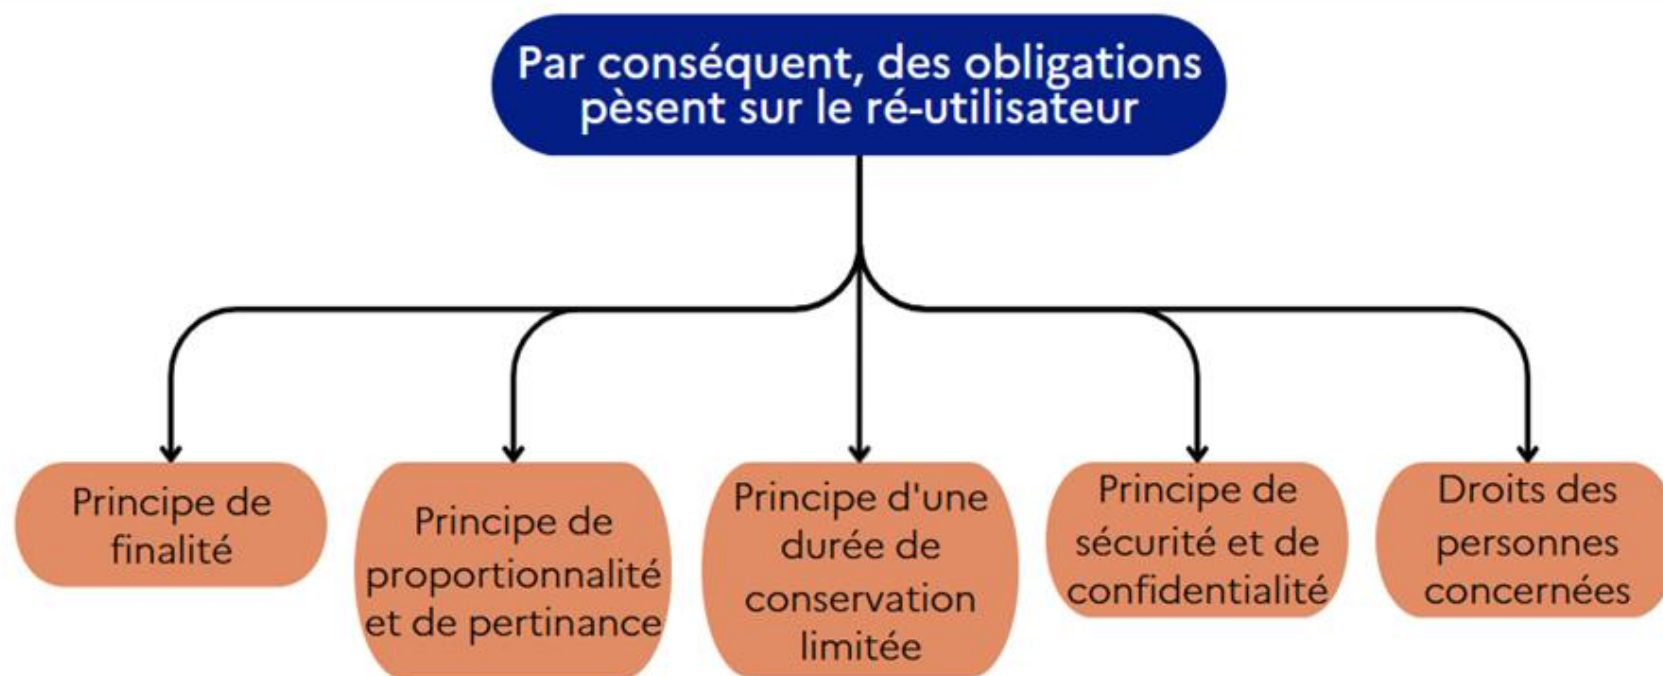 Par conséquent, des obligations
pèsent sur le ré-utilisateur
Principe de
finalité
Principe de
proportionnalité
et de pertinance
Principe d'une
durée de
conservation
limitée
Principe de
sécurité et de
confidentialité
Droits des
personnes
concernées